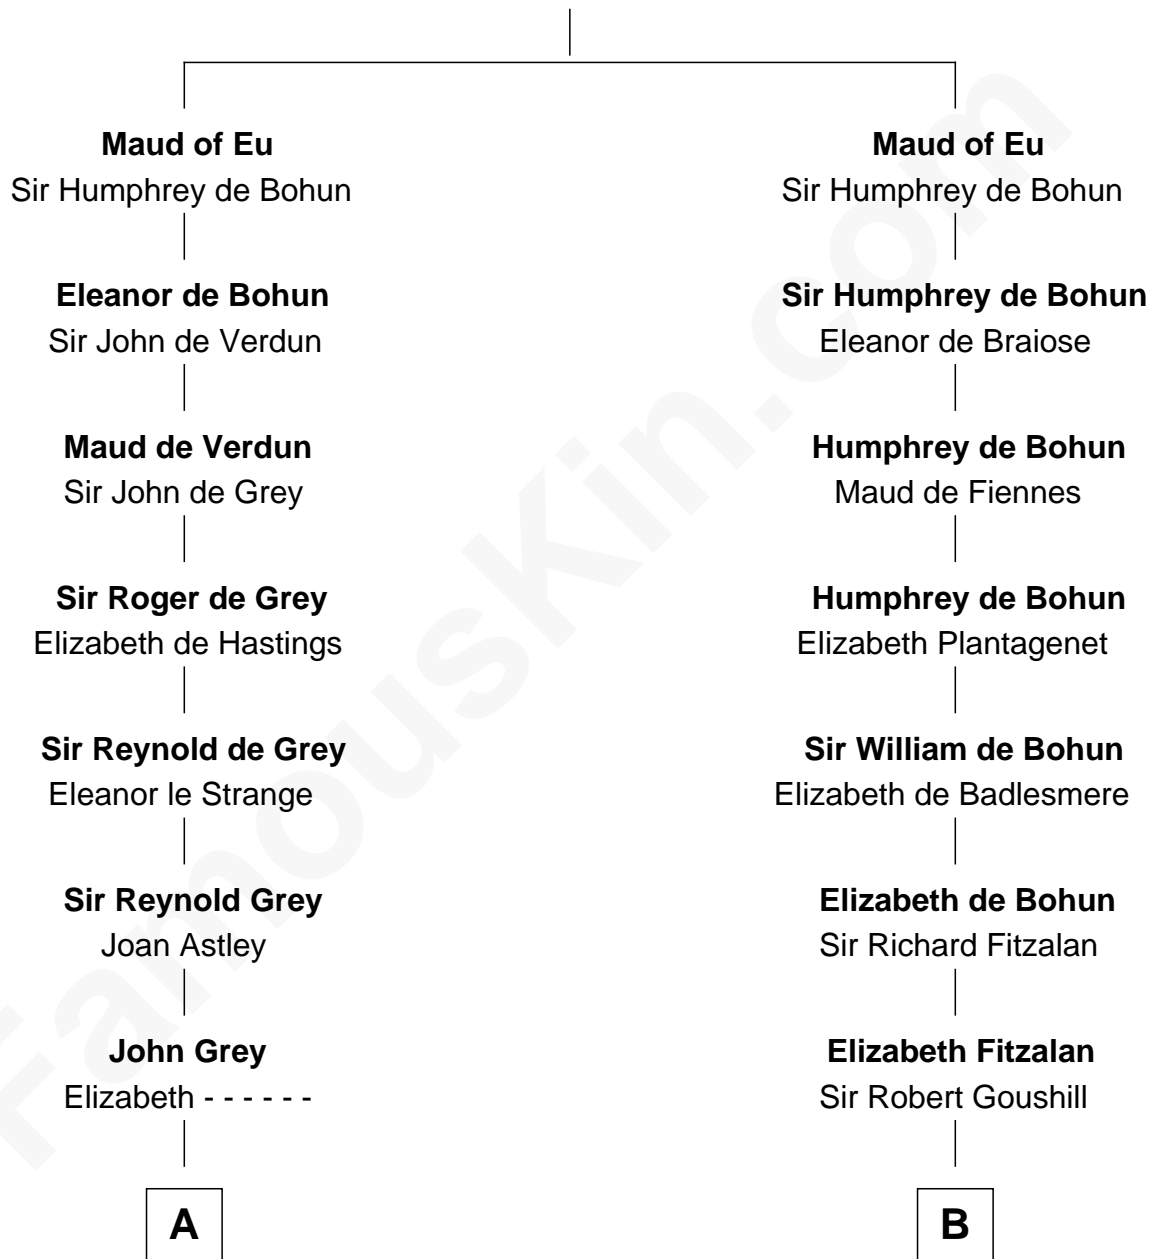 Maud of Eu
Sir Humphrey de Bohun
Eleanor de Bohun
Sir John de Verdun
Maud de Verdun
Sir John de Grey
Sir Roger de Grey
Elizabeth de Hastings
Sir Reynold de Grey
Eleanor le Strange
Sir Reynold Grey
Joan Astley
John Grey
Elizabeth - - - - - -
A
Maud of Eu
Sir Humphrey de Bohun
Sir Humphrey de Bohun
Eleanor de Braiose
Humphrey de Bohun
Maud de Fiennes
Humphrey de Bohun
Elizabeth Plantagenet
Sir William de Bohun
Elizabeth de Badlesmere
Elizabeth de Bohun
Sir Richard Fitzalan
Elizabeth Fitzalan
Sir Robert Goushill
B
FamousKin.com